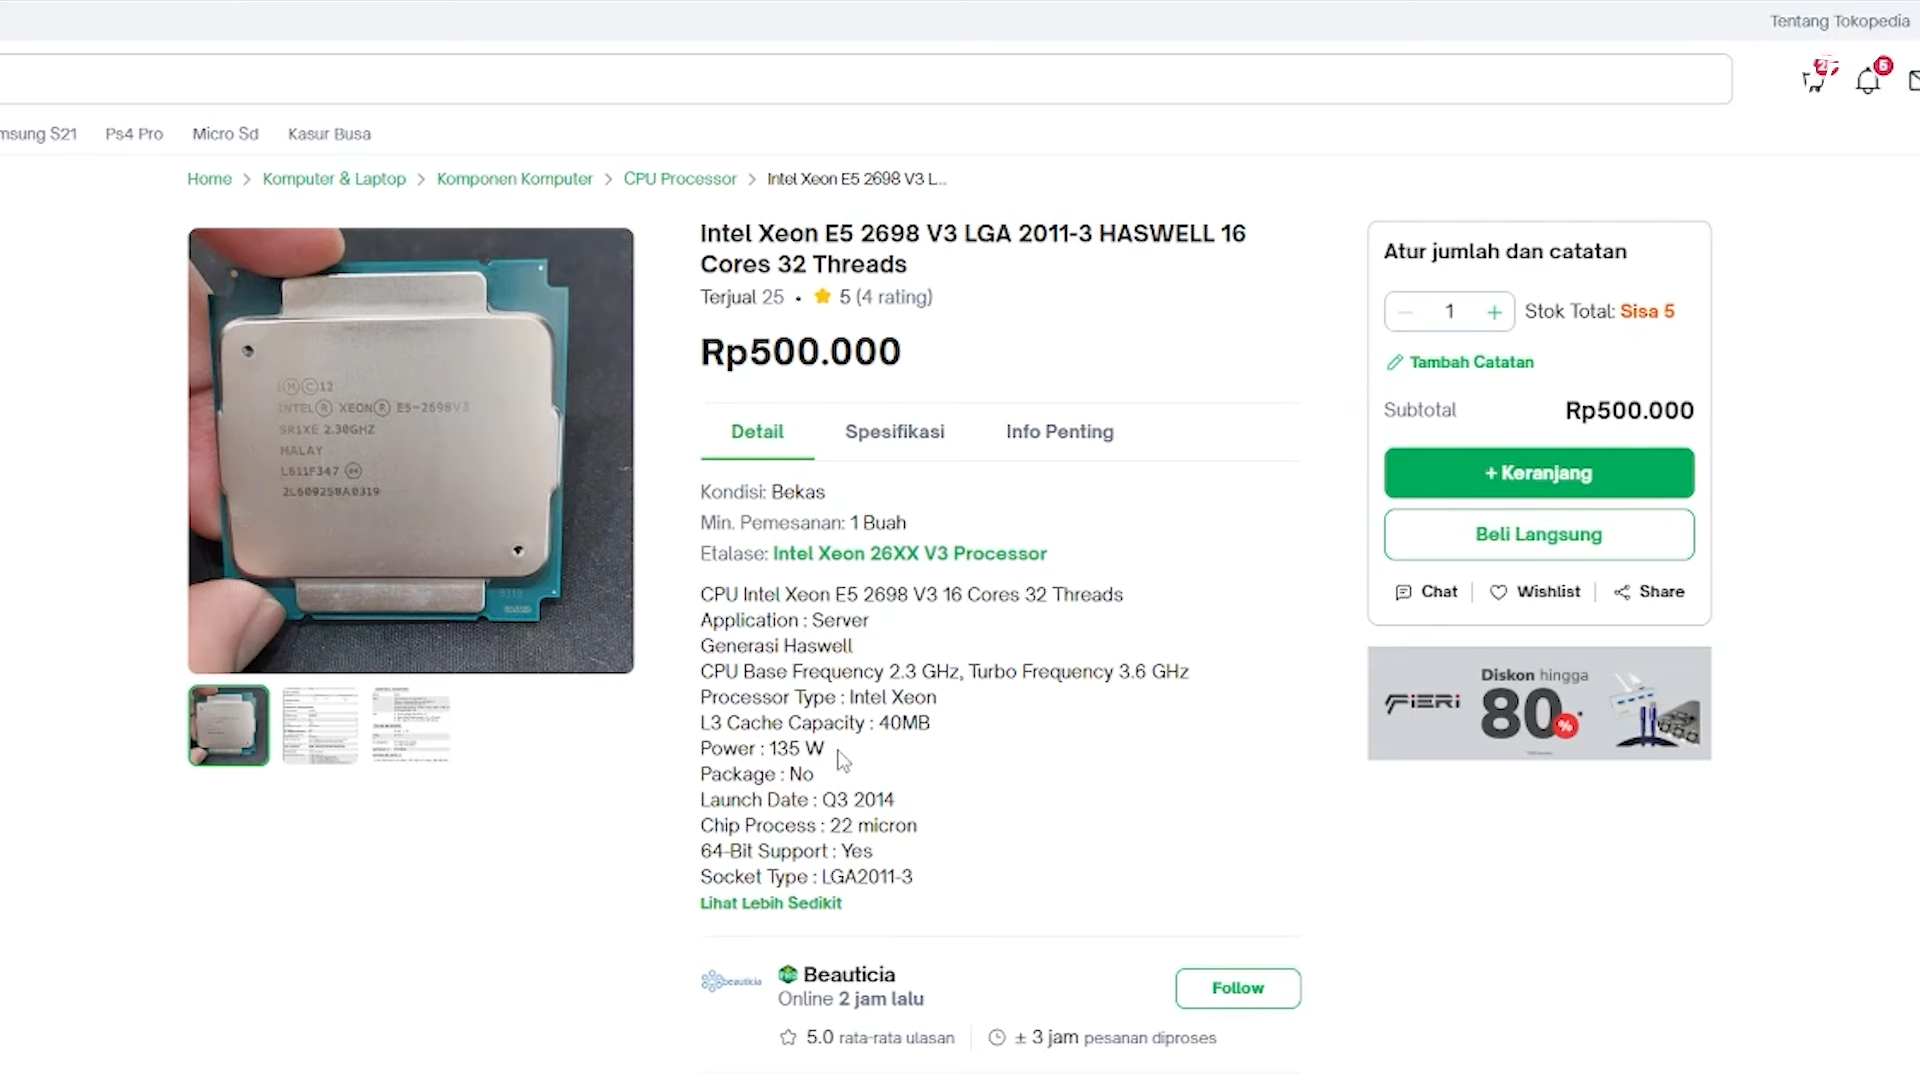 Tentang Tokopedia
2
6
msung S21 Ps4 Pro Micro Sd Kasur Busa
Home > Komputer & Laptop > Komponen Komputer > CPU Processor > Intel Xeon E5 2698 V3 L...
Intel Xeon E5 2698 V3 LGA 2011-3 HASWELL 16
Cores 32 Threads
Terjual 25 • 5 (4 rating)
Rp500.000
Detail Spesifikasi Info Penting
Kondisi: Bekas
Min. Pemesanan: 1 Buah
Etalase: Intel Xeon 26XX V3 Processor
CPU Intel Xeon E5 2698 V3 16 Cores 32 Threads
Application : Server
Generasi Haswell
CPU Base Frequency 2.3 GHz, Turbo Frequency 3.6 GHz
Processor Type : Intel Xeon
L3 Cache Capacity : 40MB
Power : 135 W
Package : No
Launch Date : Q3 2014
Chip Process : 22 micron
64-Bit Support : Yes
Socket Type : LGA2011-3
Lihat Lebih Sedikit
Beauticia
Online 2 jam lalu
Follow
5.0 rata-rata ulasan
± 3 jam pesanan diproses
beauticia
INTEL® XEON® E5-2698V3
SR1XE 2.30GHZ
MALAY
L611F347
2L609258A0319
Atur jumlah dan catatan
− 1 + Stok Total: Sisa 5
Tambah Catatan
Subtotal Rp500.000
+ Keranjang
Beli Langsung
Chat Wishlist Share
FIERI
Diskon hingga
80%